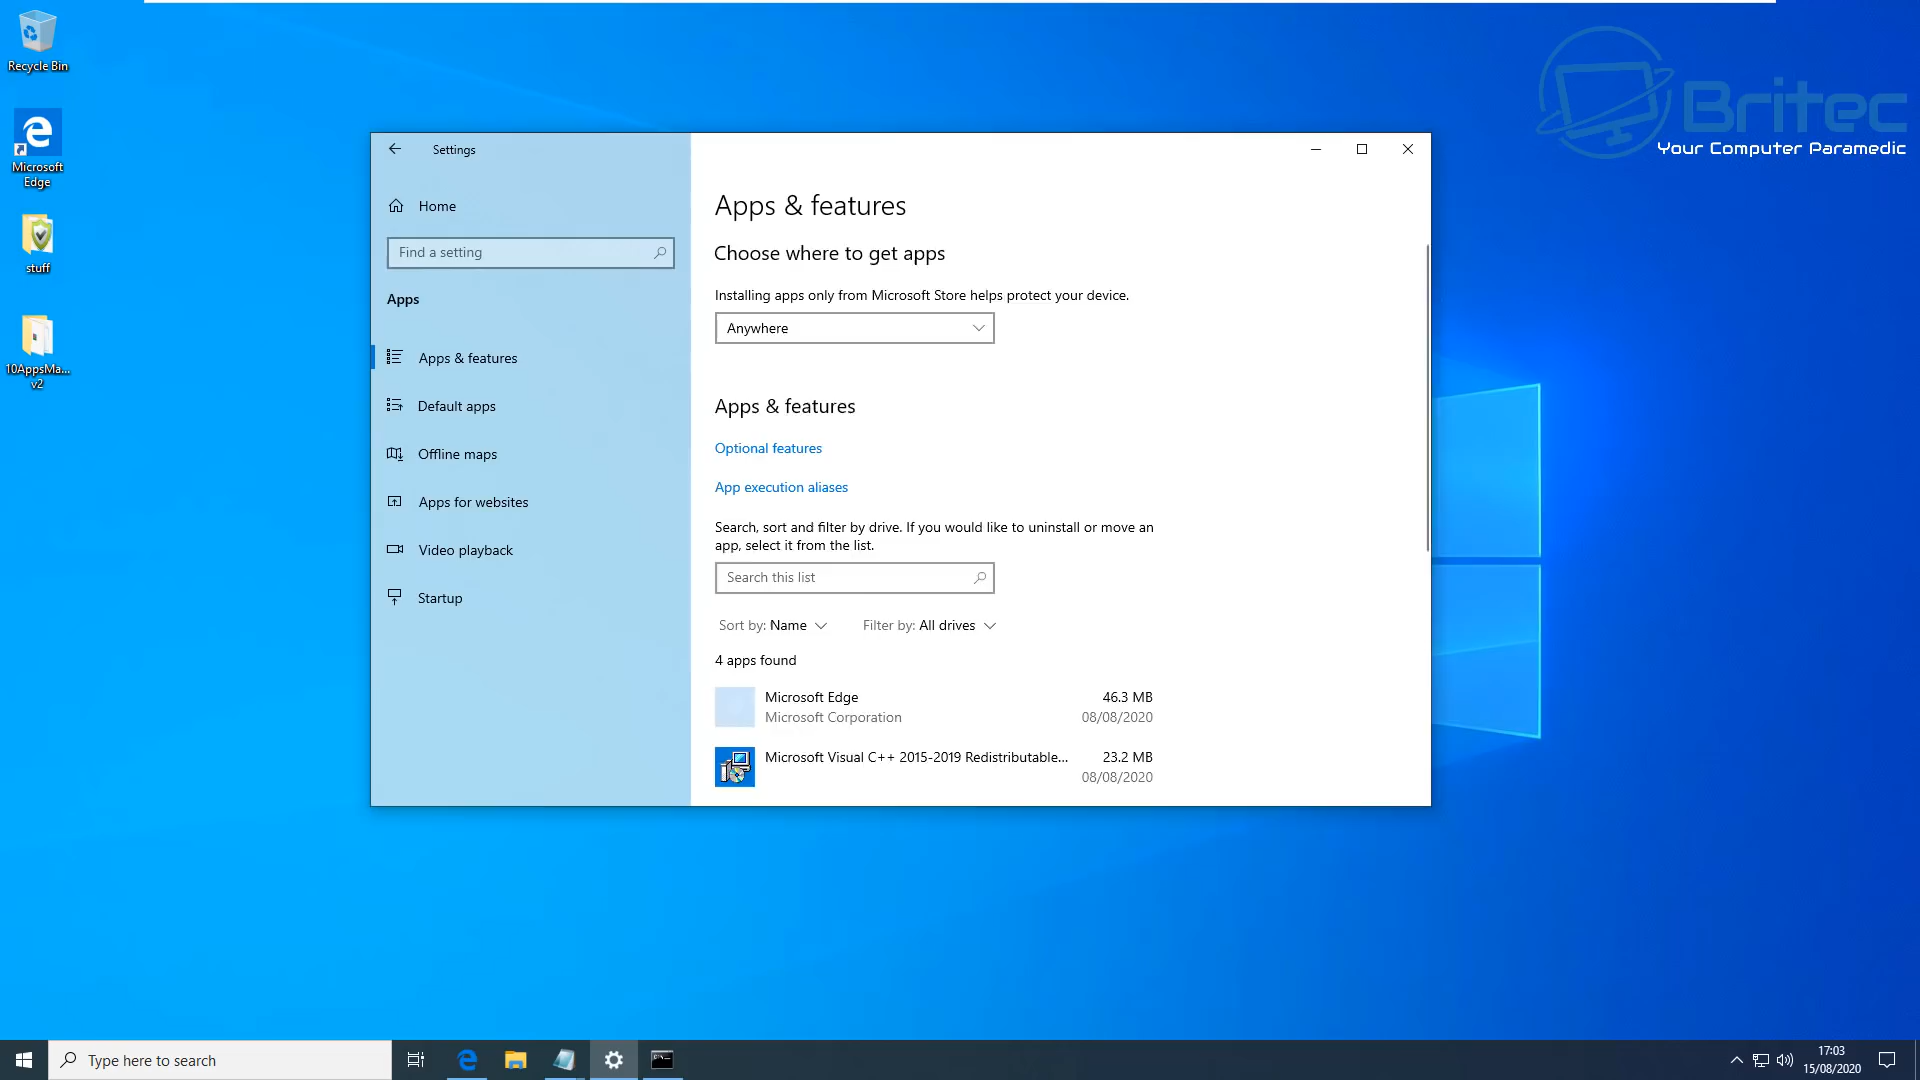 Recycle Bin
Microsoft
Edge
stuff
10AppsMa...
v2
Britec
Your Computer Paramedic
Settings
Home
Find a setting
Apps
Apps & features
Default apps
Offline maps
Apps for websites
Video playback
Startup
Apps & features
Choose where to get apps
Installing apps only from Microsoft Store helps protect your device.
Anywhere
Apps & features
Optional features
App execution aliases
Search, sort and filter by drive. If you would like to uninstall or move an
app, select it from the list.
Search this list
Sort by: Name Filter by: All drives
4 apps found
Microsoft Edge 46.3 MB
Microsoft Corporation 08/08/2020
Microsoft Visual C++ 2015-2019 Redistributable... 23.2 MB
08/08/2020
Type here to search
17:03
15/08/2020